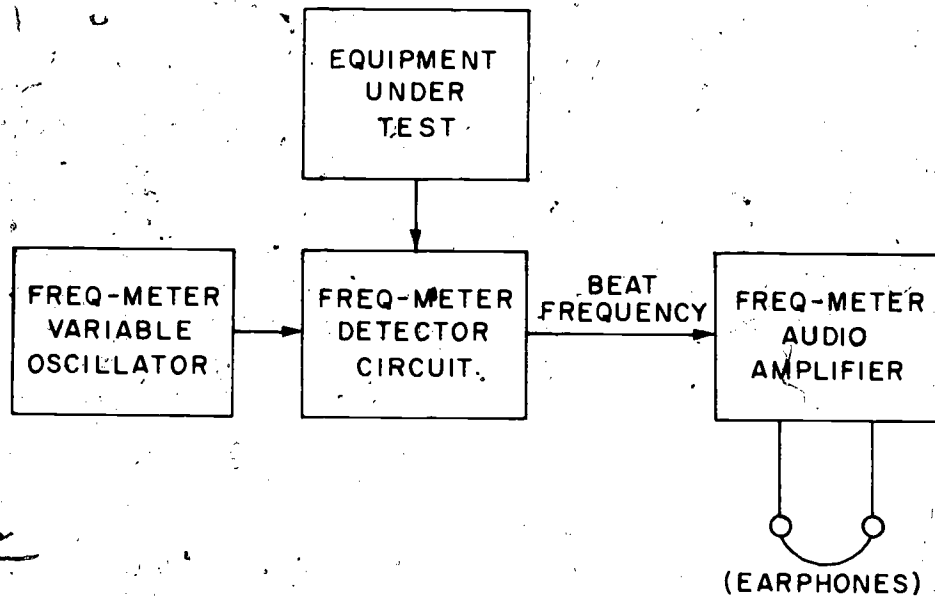 EQUIPMENT
UNDER
TEST
FREQ-METER
VARIABLE
OSCILLATOR
FREQ-METER
DETECTOR
CIRCUIT
BEAT
FREQUENCY
FREQ-METER
AUDIO
AMPLIFIER
(EARPHONES)